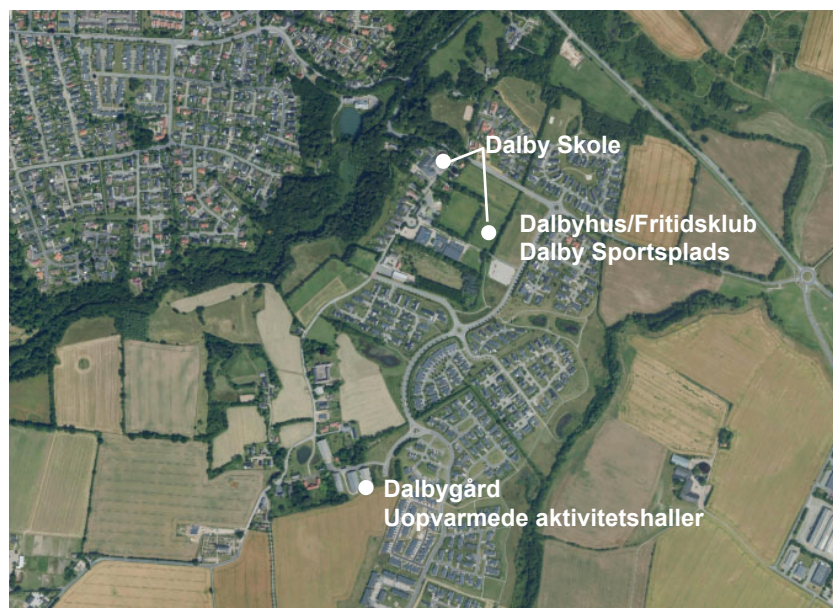 Dalby Skole
Dalbyhus/Fritidsklub
Dalby Sportsplads
Dalbygård
Uopvarmede aktivitetshaller